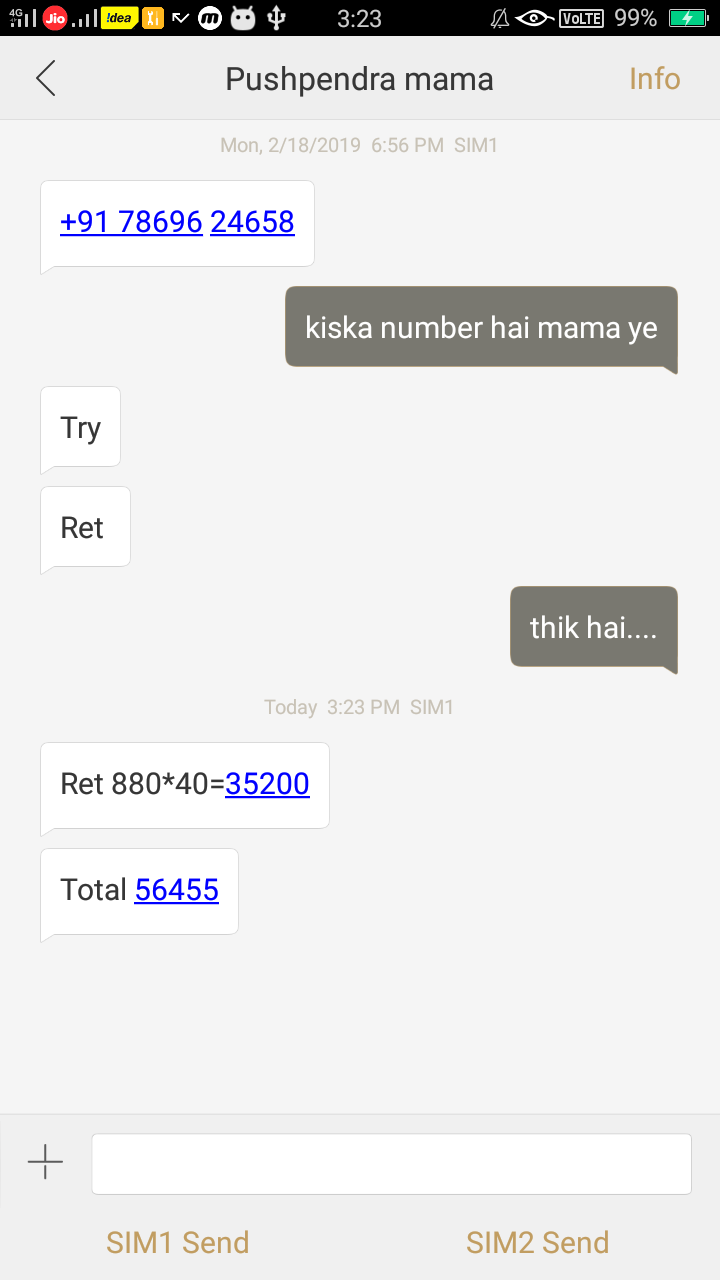 4G Jio !dea m 3:23 VoLTE 99%
Pushpendra mama Info
Mon, 2/18/2019 6:56 PM SIM1
+91 78696 24658
kiska number hai mama ye
Try
Ret
thik hai....
Today 3:23 PM SIM1
Ret 880*40=35200
Total 56455
SIM1 Send SIM2 Send